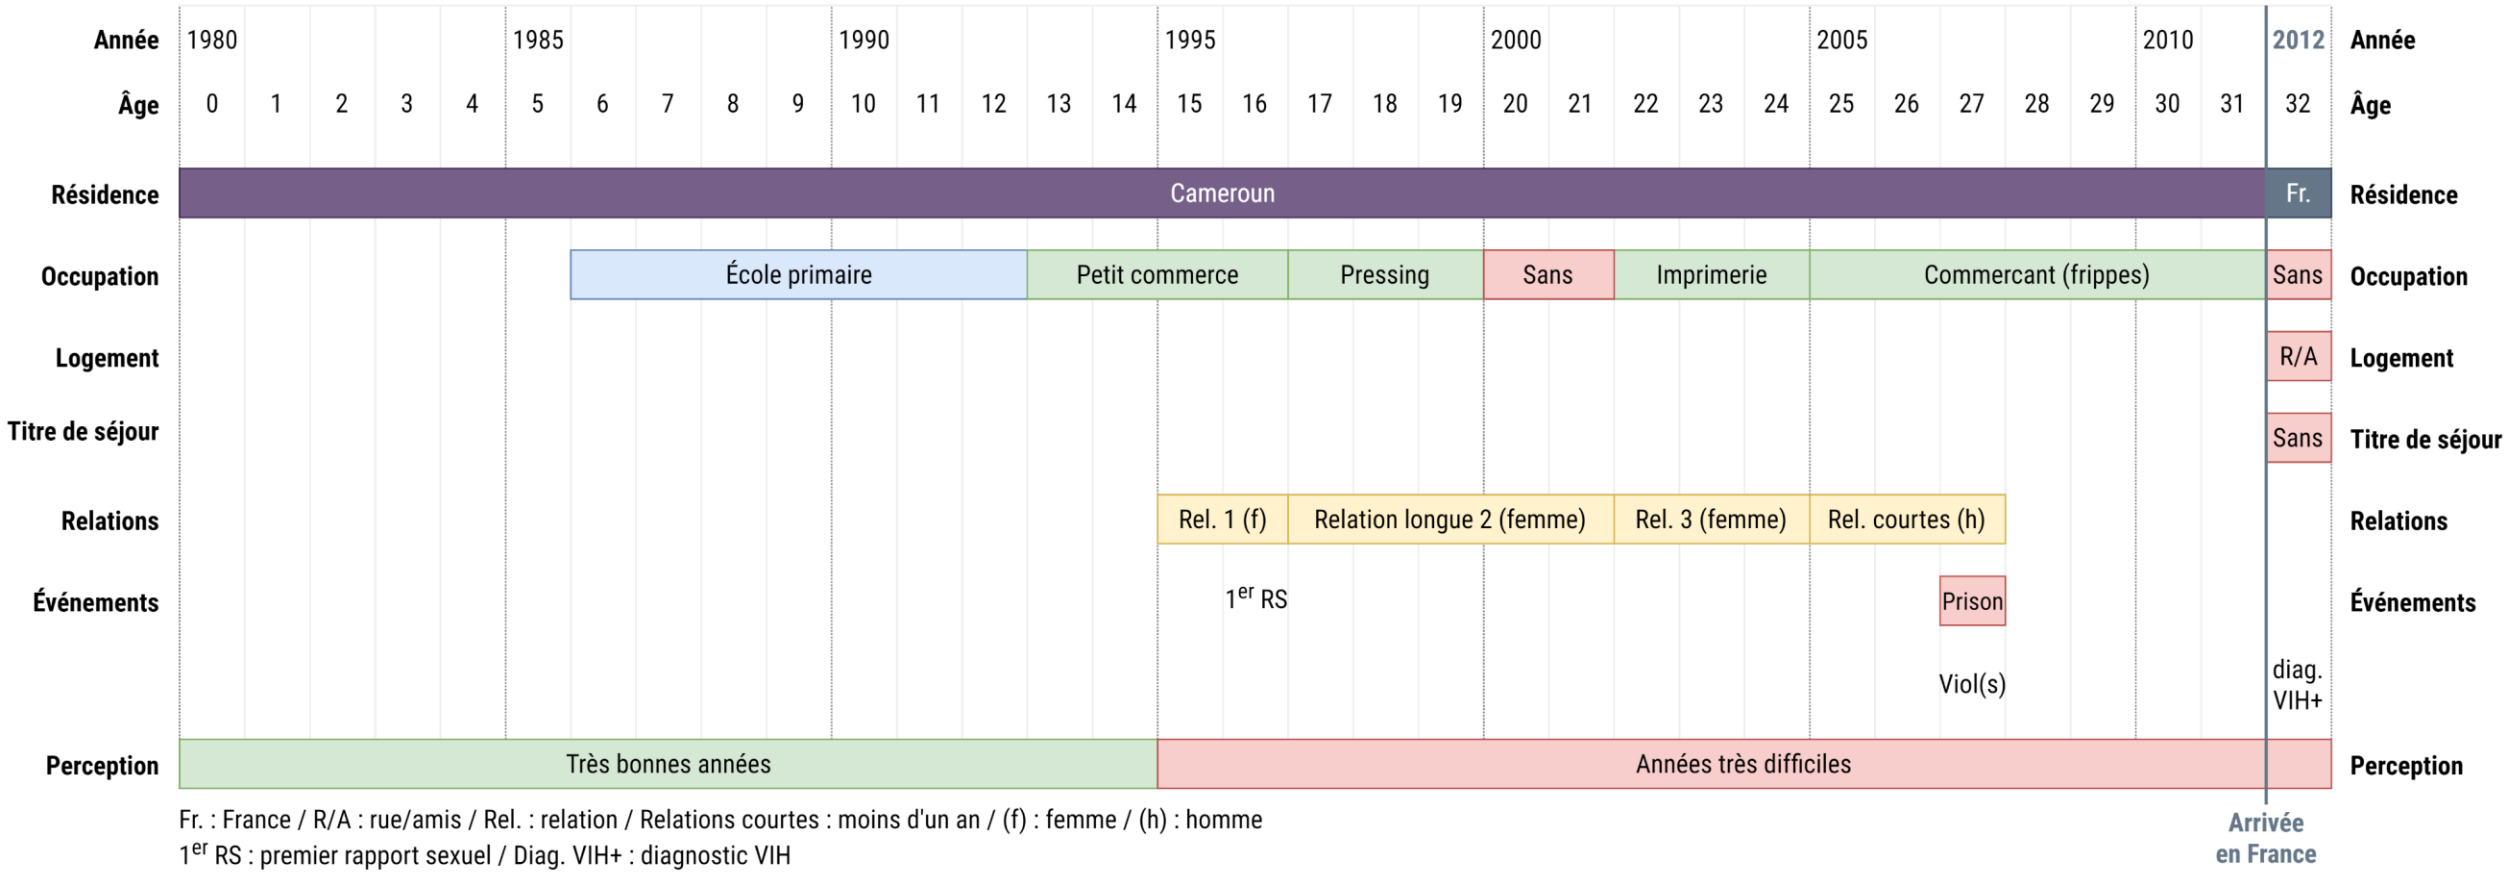 Année 1980 1985 1990 1995 2000 2005 2010 2012 Année
Âge 0 1 2 3 4 5 6 7 8 9 10 11 12 13 14 15 16 17 18 19 20 21 22 23 24 25 26 27 28 29 30 31 32 Âge
Résidence Cameroun Fr. Résidence
Occupation École primaire Petit commerce Pressing Sans Imprimerie Commercant (frippes) Sans Occupation
Logement R/A Logement
Titre de séjour Sans Titre de séjour
Relations Rel. 1 (f) Relation longue 2 (femme) Rel. 3 (femme) Rel. courtes (h) Relations
Événements 1er RS Prison Événements
Viol(s) diag.
VIH+
Perception Très bonnes années Années très difficiles Perception
Fr. : France / R/A : rue/amis / Rel. : relation / Relations courtes : moins d'un an / (f) : femme / (h) : homme
1er RS : premier rapport sexuel / Diag. VIH+ : diagnostic VIH
Arrivée
en France